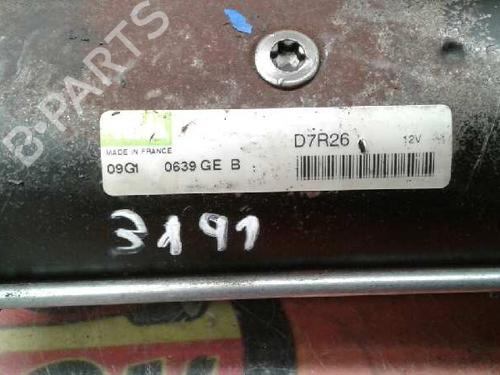 B-PARTS
MADE IN FRANCE
D7R26 12V
09G1 0639 GE B
3191